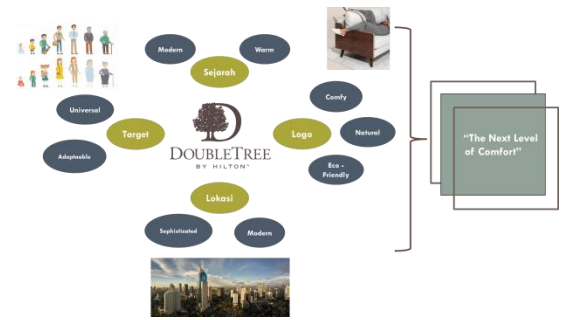 Modern
Warm
Sejarah
Comfy
Universal
Target
Logo
Natural
Adaptable
DOUBLETREE
BY HILTON™
Eco -
Friendly
Lokasi
Sophisticated
Modern
“The Next Level
of Comfort”